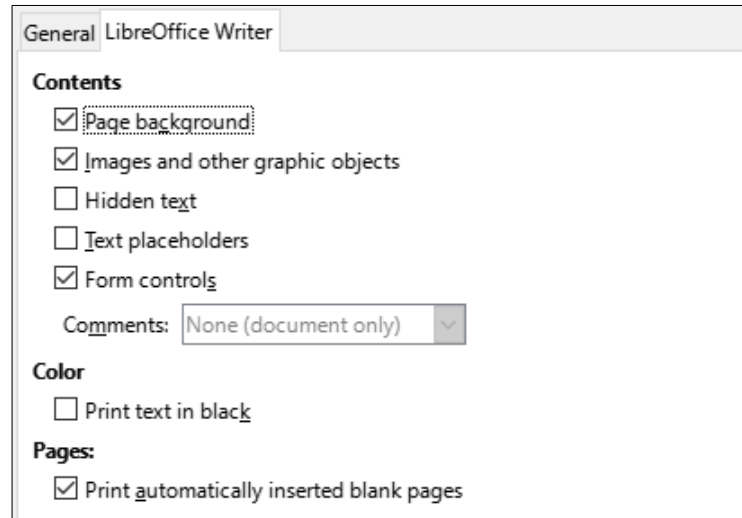 General LibreOffice Writer
Contents
Page background
Images and other graphic objects
Hidden text
Text placeholders
Form controls
Comments: None (document only)
Color
Print text in black
Pages:
Print automatically inserted blank pages